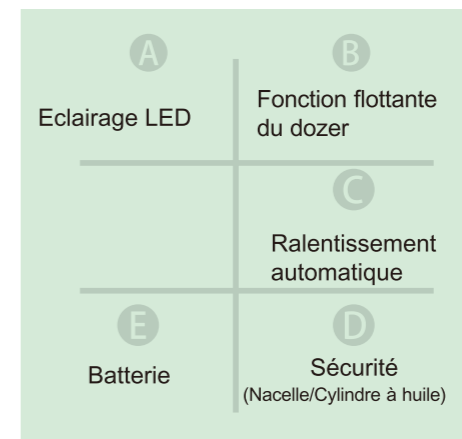 A
Eclairage LED
B
Fonction flottante
du dozer
C
Ralentissement
automatique
E
Batterie
D
Sécurité
(Nacelle/Cylindre à huile)